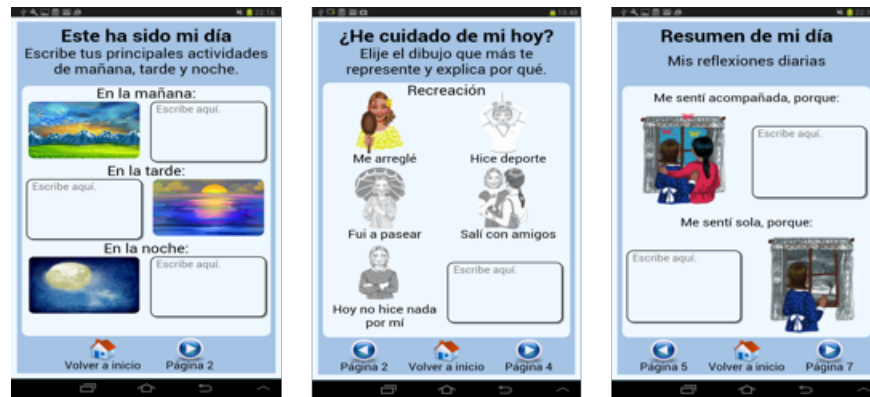 22:16
Este ha sido mi día
Escribe tus principales actividades
de mañana, tarde y noche.
En la mañana:
Escribe aquí.
En la tarde:
Escribe aquí.
En la noche:
Escribe aquí.
Volver a inicio
Página 2
15:48
¿He cuidado de mi hoy?
Elije el dibujo que más te
represente y explica por qué.
Recreación
Me arreglé
Hice deporte
Fui a pasear
Salí con amigos
Hoy no hice nada
por mí
Escribe aquí.
Página 2
Volver a inicio
Página 4
Resumen de mi día
Mis reflexiones diarias
Me sentí acompañada, porque:
Escribe aquí.
Me sentí sola, porque:
Escribe aquí.
Página 5
Volver a inicio
Página 7